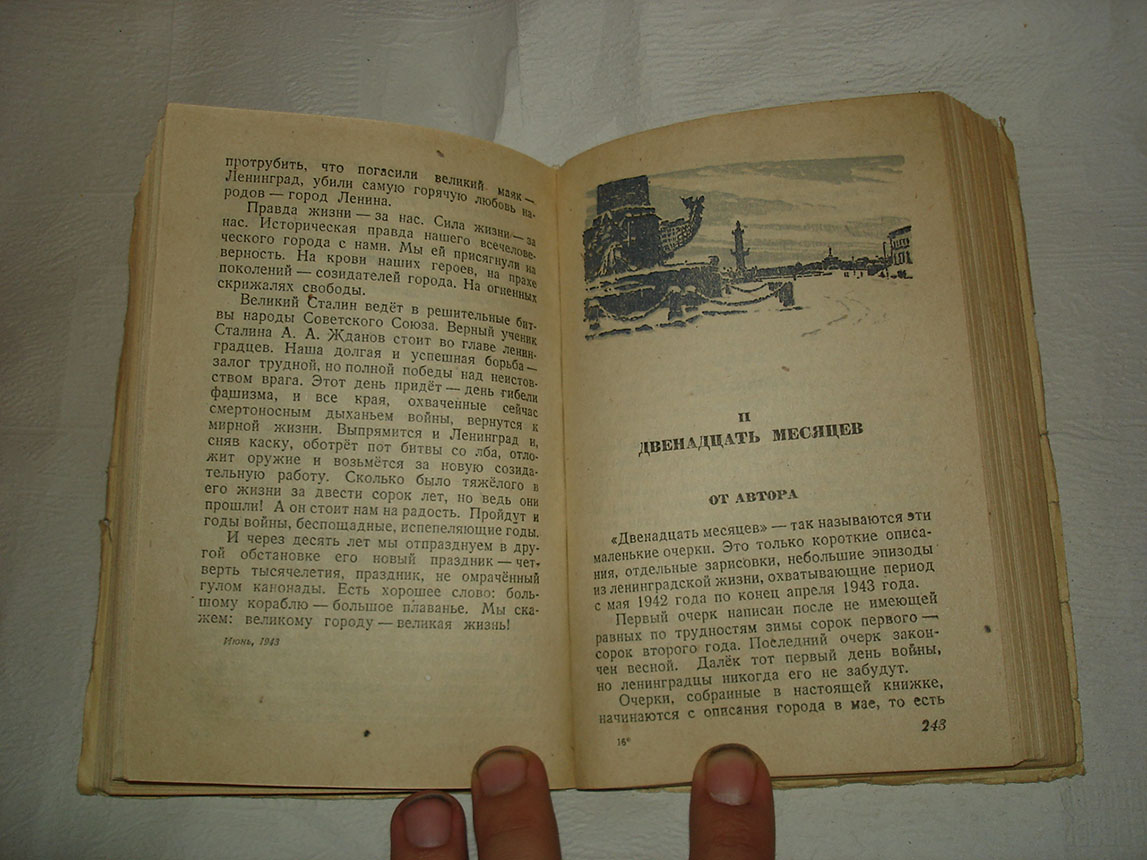 протрубить, что погасили великий маяк —
Ленинград, убили самую горячую любовь на-
родов — город Ленина.
Правда жизни — за нас. Сила жизни — за
нас. Историческая правда нашего всечелове-
ческого города с нами. Мы ей присягнули на
верность. На крови наших героев, на прахе
поколений — созидателей города. На огненных
скрижалях свободы.
Великий Сталин ведёт в решительные бит-
вы народы Советского Союза. Верный ученик
Сталина А. А. Жданов стоит во главе ленин-
градцев. Наша долгая и успешная борьба —
залог трудной, но полной победы над неистов-
ством врага. Этот день придёт — день гибели
фашизма, и все края, охваченные сейчас
смертоносным дыханьем войны, вернутся к
мирной жизни. Выпрямится и Ленинград и,
сняв каску, оботрёт пот битвы со лба, отло-
жит оружие и возьмётся за новую созида-
тельную работу. Сколько было тяжёлого в
его жизни за двести сорок лет, но ведь они
прошли! А он стоит нам на радость. Пройдут и
годы войны, беспощадные, испепеляющие годы.
И через десять лет мы отпразднуем в дру-
гой обстановке его новый праздник — чет-
верть тысячелетия, праздник, не омрачённый
гулом канонады. Есть хорошее слово: боль-
шому кораблю — большое плаванье. Мы ска-
жем: великому городу — великая жизнь!
Июнь, 1943
II
ДВЕНАДЦАТЬ МЕСЯЦЕВ
ОТ АВТОРА
«Двенадцать месяцев» — так называются эти
маленькие очерки. Это только короткие описа-
ния, отдельные зарисовки, небольшие эпизоды
из ленинградской жизни, охватывающие период
с мая 1942 года по конец апреля 1943 года.
Первый очерк написан после не имеющей
равных по трудностям зимы сорок первого —
сорок второго года. Последний очерк закон-
чен весной. Далёк тот первый день войны,
но ленинградцы никогда его не забудут.
Очерки, собранные в настоящей книжке,
начинаются с описания города в мае, то есть
16*
243